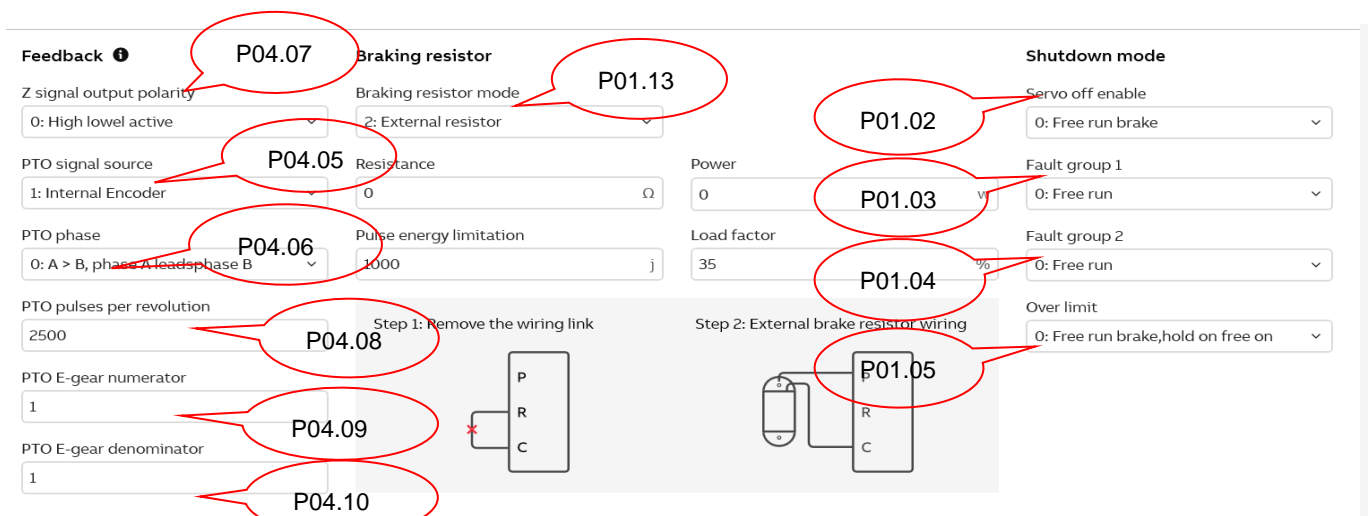 Feedback
P04.07
Z signal output polarity
0: High lowel active
PTO signal source
P04.05
1: Internal Encoder
PTO phase
P04.06
0: A > B, phase A leadsphase B
PTO pulses per revolution
2500
P04.08
PTO E-gear numerator
1
P04.09
PTO E-gear denominator
1
P04.10
Braking resistor
P01.13
Braking resistor mode
2: External resistor
Resistance
0 Ω
Power
0 w
Pulse energy limitation
1000 j
Load factor
35 %
Step 1: Remove the wiring link
P
R
C
Step 2: External brake resistor wiring
P
R
C
Shutdown mode
Servo off enable
P01.02
0: Free run brake
Fault group 1
P01.03
0: Free run
Fault group 2
P01.04
0: Free run
Over limit
P01.05
0: Free run brake,hold on free on